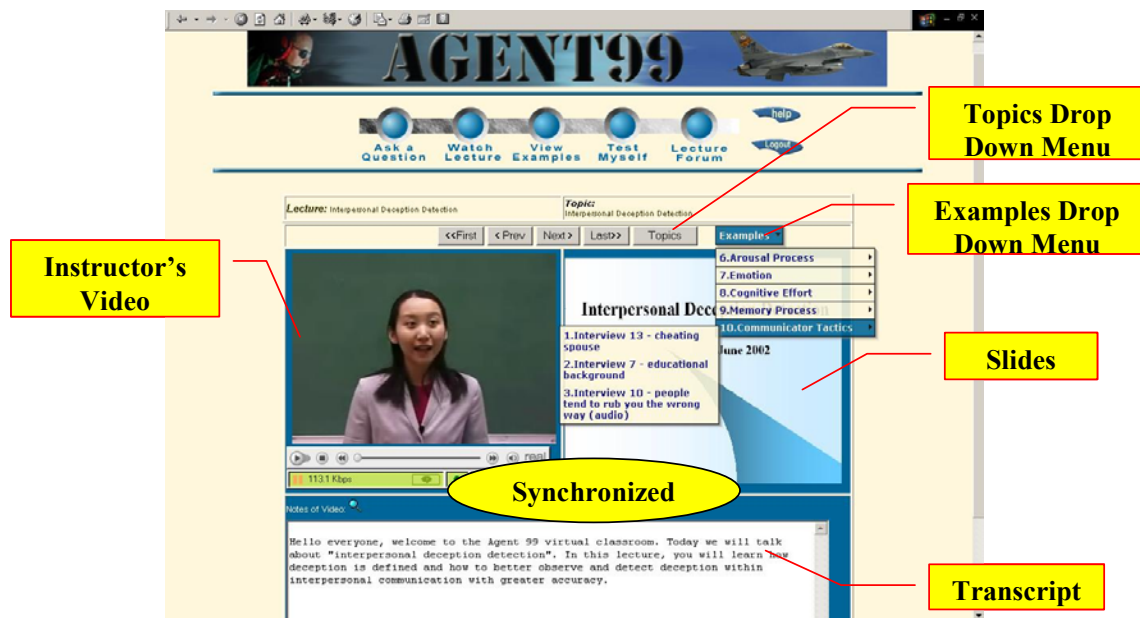 AGENT99
help
Ask a
Question
Watch
Lecture
View
Examples
Test
Myself
Lecture
Forum
Logout
Topics Drop
Down Menu
Lecture: Interpersonal Deception Detection
Topic:
Interpersonal Deception Detection
<<First
< Prev
Next >
Last>>
Topics
Examples
Examples Drop
Down Menu
Instructor's
Video
6.Arousal Process
7.Emotion
8.Cognitive Effort
9.Memory Process
10.Communicator Tactics
Interpersonal Dece
June 2002
1.Interview 13 - cheating
spouse
2.Interview 7 - educational
background
3.Interview 10 - people
tend to rub you the wrong
way (audio)
Slides
real
113.1 Kbps
Synchronized
Notes of Video:
Hello everyone, welcome to the Agent 99 virtual classroom. Today we will talk
about "interpersonal deception detection". In this lecture, you will learn how
deception is defined and how to better observe and detect deception within
interpersonal communication with greater accuracy.
Transcript